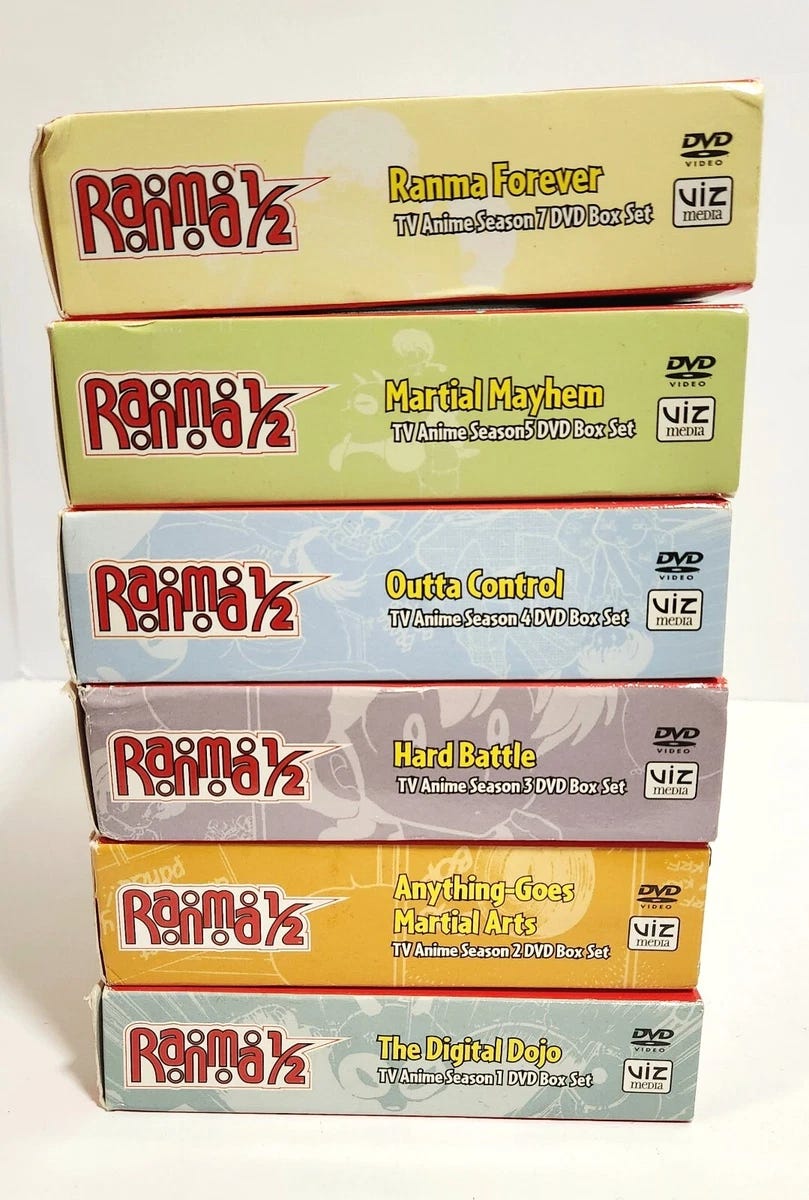 Ranma 1/2
Ranma Forever
TV Anime Season 7 DVD Box Set
DVD
VIDEO
VIZ
media
Ranma 1/2
Martial Mayhem
TV Anime Season5 DVD Box Set
DVD
VIDEO
VIZ
media
Ranma 1/2
Outta Control
TV Anime Season 4 DVD Box Set
DVD
VIDEO
VIZ
media
Ranma 1/2
Hard Battle
TV Anime Season 3 DVD Box Set
DVD
VIDEO
VIZ
media
Ranma 1/2
Anything-Goes
Martial Arts
TV Anime Season 2 DVD Box Set
DVD
VIDEO
VIZ
media
Ranma 1/2
The Digital Dojo
TV Anime Season 1 DVD Box Set
DVD
VIDEO
VIZ
media